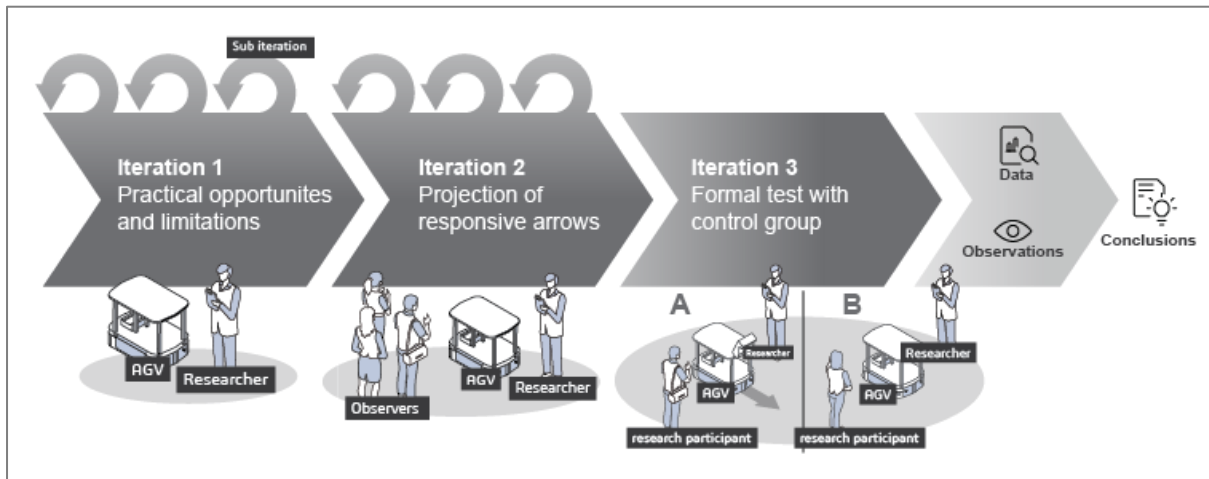 Sub iteration
Iteration 1
Practical opportunites
and limitations
Iteration 2
Projection of
responsive arrows
Iteration 3
Formal test with
control group
Data
Observations
Conclusions
AGV
Researcher
Observers
AGV
Researcher
A
Researcher
AGV
research participant
B
Researcher
AGV
research participant